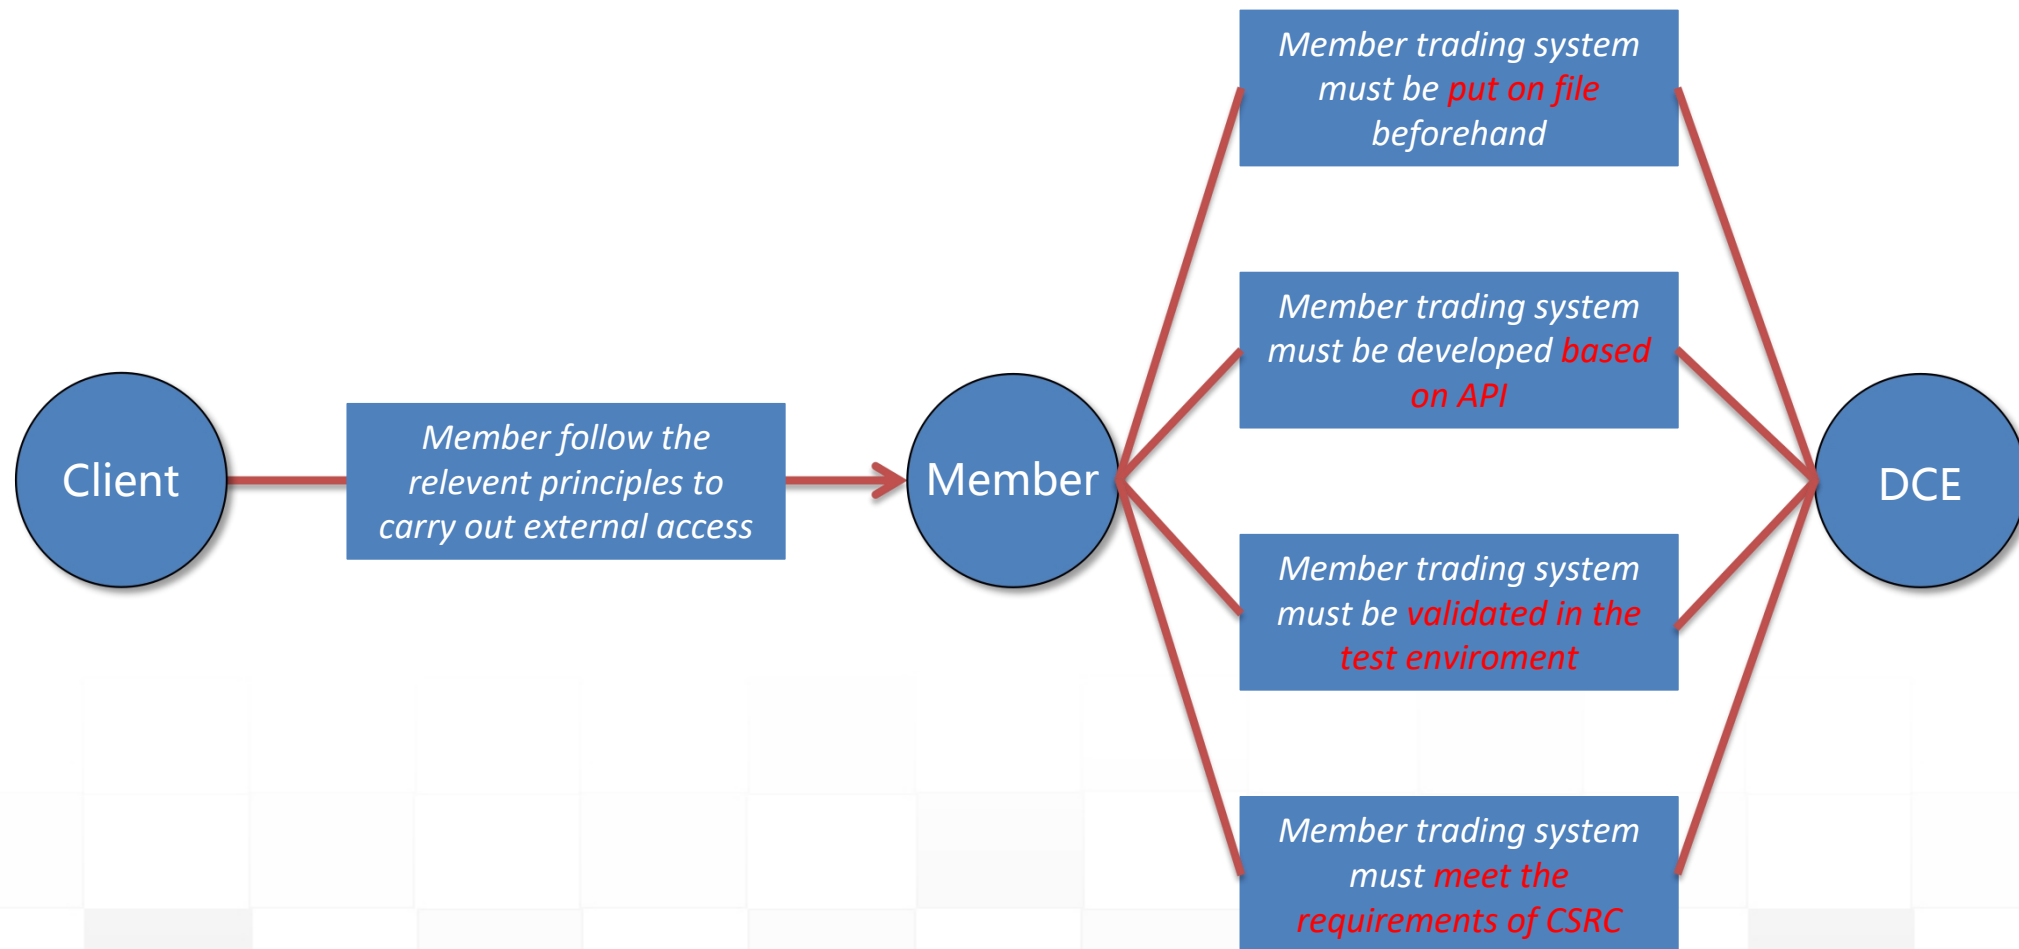 Client
Member follow the
relevent principles to
carry out external access
Member
Member trading system
must be put on file
beforehand
Member trading system
must be developed based
on API
Member trading system
must be validated in the
test enviroment
Member trading system
must meet the
requirements of CSRC
DCE